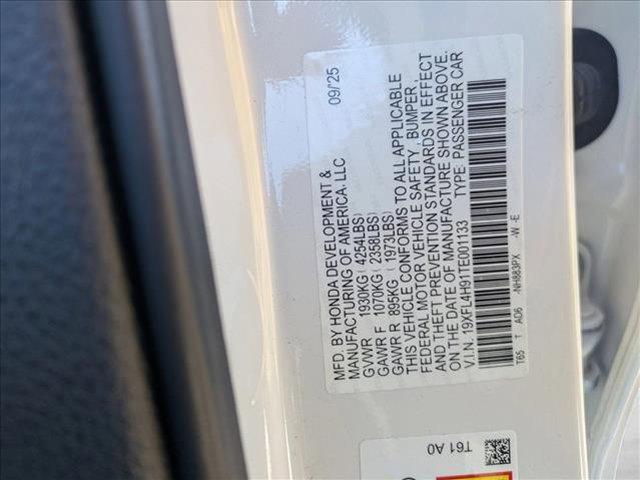 MFD. BY HONDA DEVELOPMENT & 09/25
MANUFACTURING OF AMERICA, LLC
GVWR 1930KG (4254LBS)
GAWR F 1070KG (2358LBS)
GAWR R 895KG (1973LBS)
THIS VEHICLE CONFORMS TO ALL APPLICABLE
FEDERAL MOTOR VEHICLE SAFETY, BUMPER,
AND THEFT PREVENTION STANDARDS IN EFFECT
ON THE DATE OF MANUFACTURE SHOWN ABOVE.
V.I.N. 19XFL4H91TE001133 TYPE: PASSENGER CAR
T65 T AD6 NH883PX -W -E
T61 A0